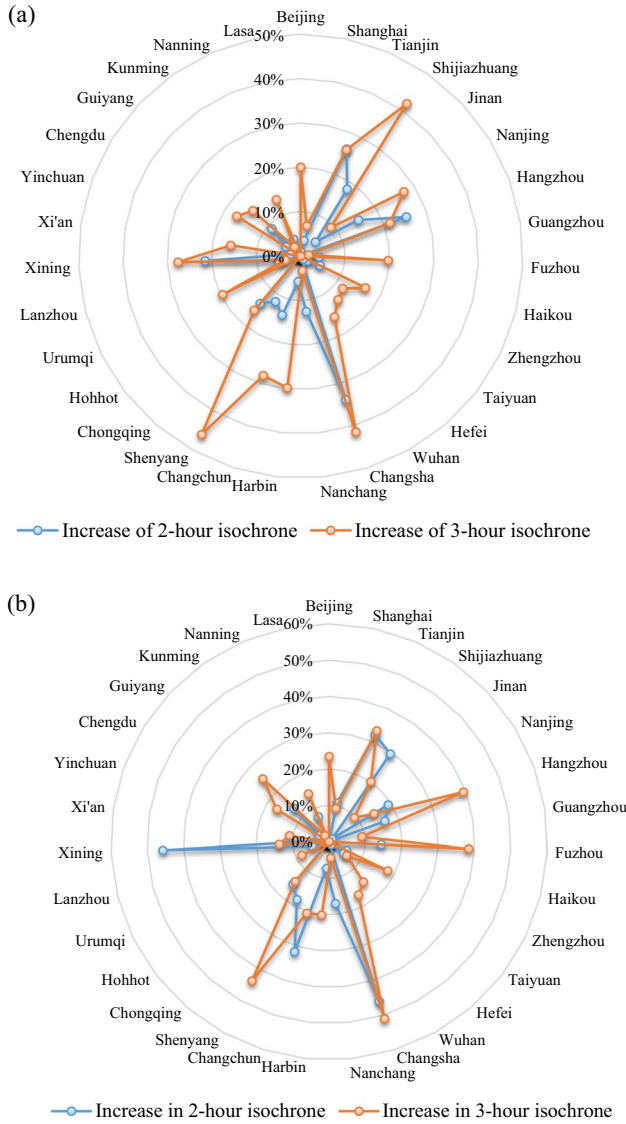 (a)
Beijing
Shanghai
Tianjin
Shijiazhuang
Jinan
Nanjing
Hangzhou
Guangzhou
Fuzhou
Haikou
Zhengzhou
Taiyuan
Hefei
Wuhan
Changsha
Nanchang
Harbin
Changchun
Shenyang
Chongqing
Hohhot
Urumqi
Lanzhou
Xining
Xi'an
Yinchuan
Chengdu
Guiyang
Kunming
Nanning
Lasa
50%
40%
30%
20%
10%
0%
Increase of 2-hour isochrone
Increase of 3-hour isochrone
(b)
Beijing
Shanghai
Tianjin
Shijiazhuang
Jinan
Nanjing
Hangzhou
Guangzhou
Fuzhou
Haikou
Zhengzhou
Taiyuan
Hefei
Wuhan
Changsha
Nanchang
Harbin
Changchun
Shenyang
Chongqing
Hohhot
Urumqi
Lanzhou
Xining
Xi'an
Yinchuan
Chengdu
Guiyang
Kunming
Nanning
Lasa
60%
50%
40%
30%
20%
10%
0%
Increase in 2-hour isochrone
Increase in 3-hour isochrone